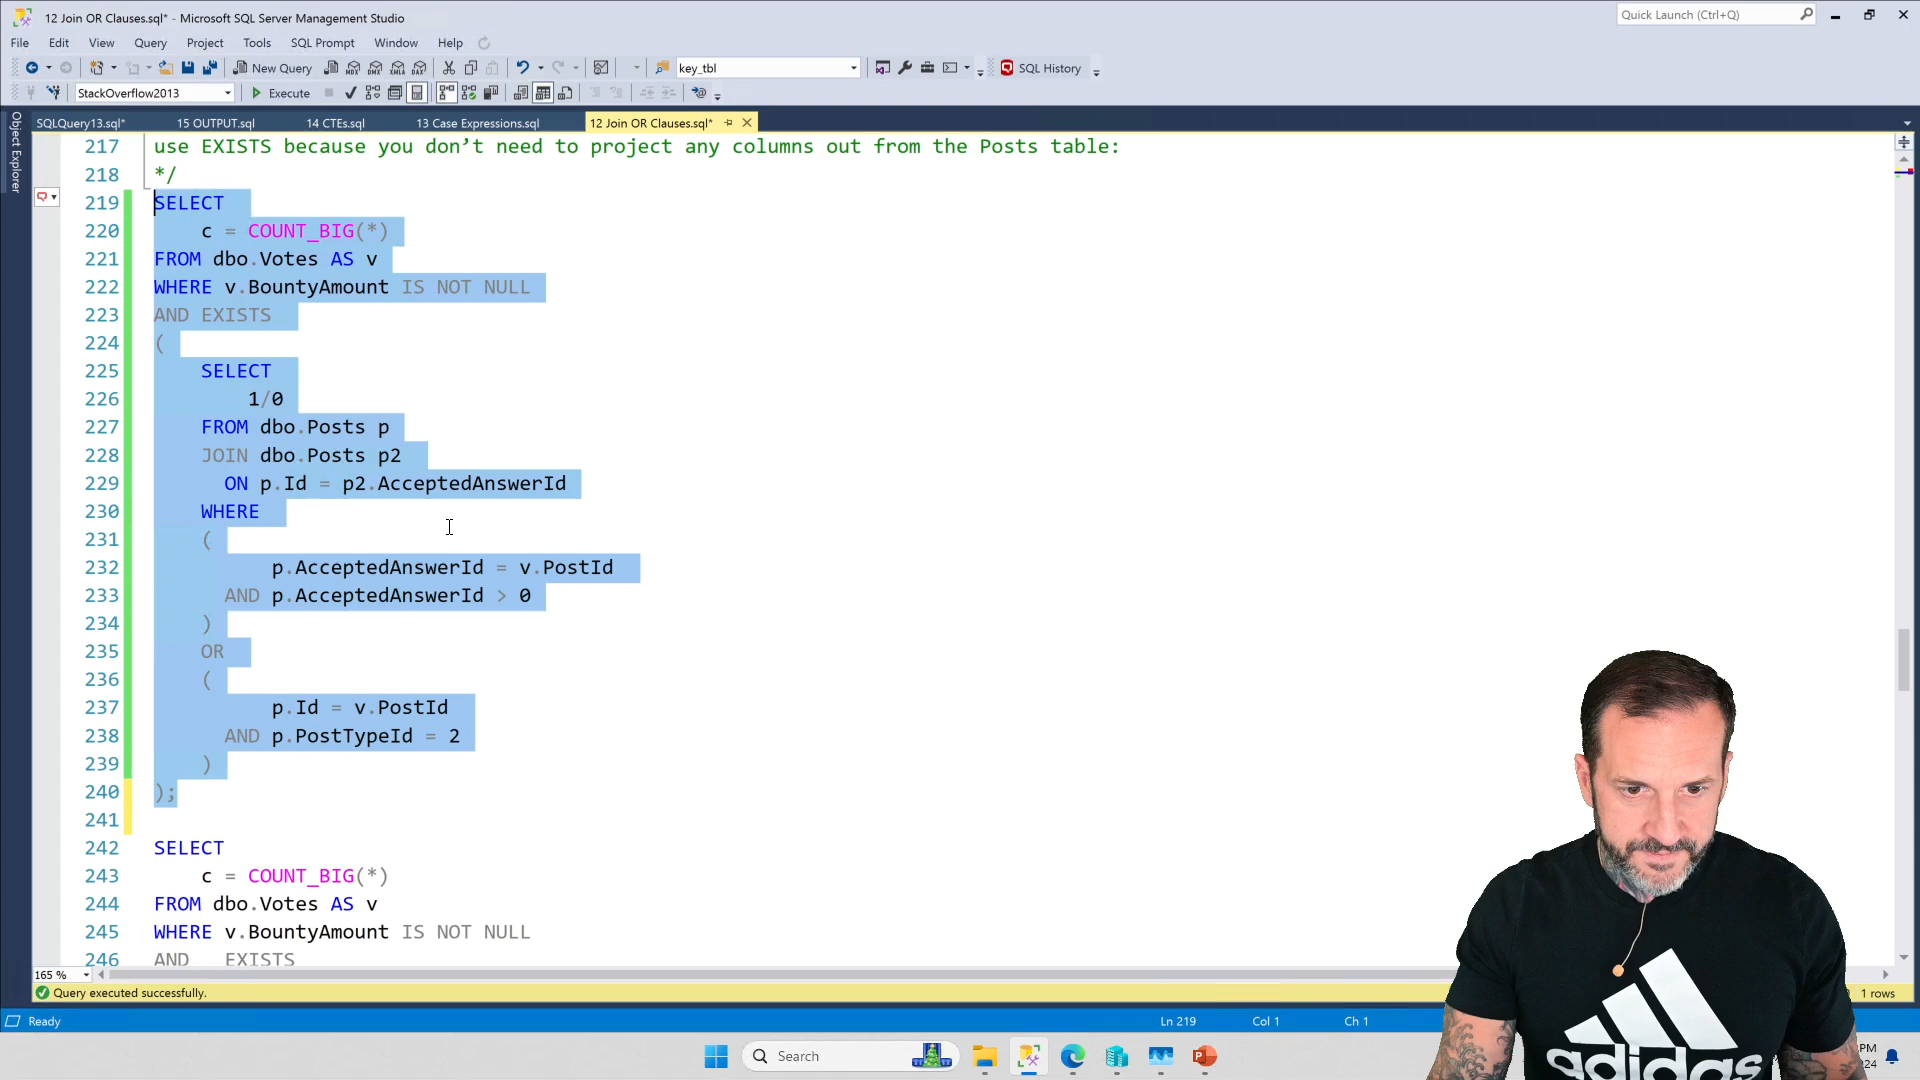 12 Join OR Clauses.sql* - Microsoft SQL Server Management Studio
Quick Launch (Ctrl+Q)
File Edit View Query Project Tools SQL Prompt Window Help
New Query MDX DMX XMLA DAX key_tbl SQL History
StackOverflow2013 Execute
Object Explorer
SQLQuery13.sql* 15 OUTPUT.sql 14 CTEs.sql 13 Case Expressions.sql 12 Join OR Clauses.sql*
217 use EXISTS because you don’t need to project any columns out from the Posts table:
218 */
219 SELECT
220 c = COUNT_BIG(*)
221 FROM dbo.Votes AS v
222 WHERE v.BountyAmount IS NOT NULL
223 AND EXISTS
224 (
225 SELECT
226 1/0
227 FROM dbo.Posts p
228 JOIN dbo.Posts p2
229 ON p.Id = p2.AcceptedAnswerId
230 WHERE
231 (
232 p.AcceptedAnswerId = v.PostId
233 AND p.AcceptedAnswerId > 0
234 )
235 OR
236 (
237 p.Id = v.PostId
238 AND p.PostTypeId = 2
239 )
240 );
241
242 SELECT
243 c = COUNT_BIG(*)
244 FROM dbo.Votes AS v
245 WHERE v.BountyAmount IS NOT NULL
246 AND EXISTS
165 %
Query executed successfully. 1 rows
Ready Ln 219 Col 1 Ch 1
Search
PM
24
adidas